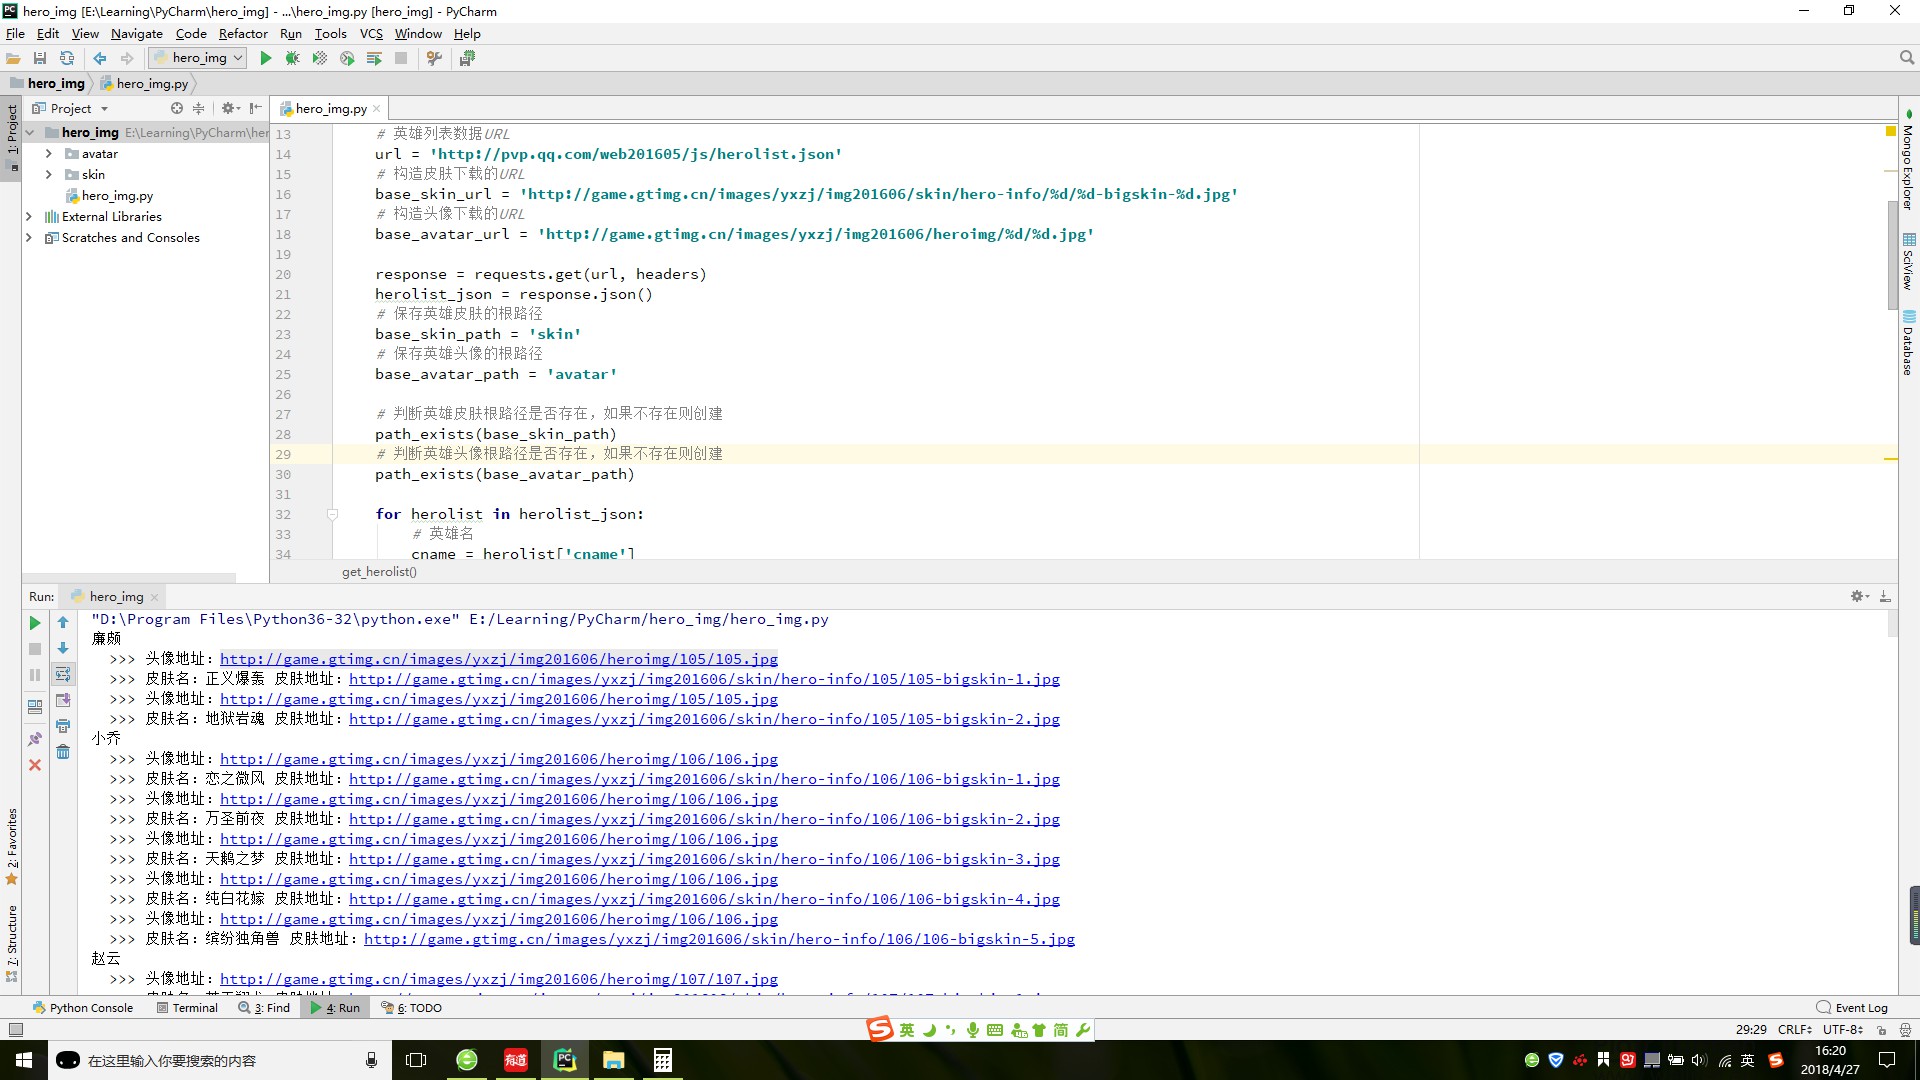 hero_img [E:\Learning\PyCharm\hero_img] - ...\hero_img.py [hero_img] - PyCharm
File Edit View Navigate Code Refactor Run Tools VCS Window Help
hero_img
hero_img hero_img.py
Project hero_img.py
hero_img E:\Learning\PyCharm\her
avatar
skin
hero_img.py
External Libraries
Scratches and Consoles
1: Project
2: Favorites
7: Structure
Mongo Explorer
SciView
Database
13 # 英雄列表数据URL
14 url = 'http://pvp.qq.com/web201605/js/herolist.json'
15 # 构造皮肤下载的URL
16 base_skin_url = 'http://game.gtimg.cn/images/yxzj/img201606/skin/hero-info/%d/%d-bigskin-%d.jpg'
17 # 构造头像下载的URL
18 base_avatar_url = 'http://game.gtimg.cn/images/yxzj/img201606/heroimg/%d/%d.jpg'
19
20 response = requests.get(url, headers)
21 herolist_json = response.json()
22 # 保存英雄皮肤的根路径
23 base_skin_path = 'skin'
24 # 保存英雄头像的根路径
25 base_avatar_path = 'avatar'
26
27 # 判断英雄皮肤根路径是否存在，如果不存在则创建
28 path_exists(base_skin_path)
29 # 判断英雄头像根路径是否存在，如果不存在则创建
30 path_exists(base_avatar_path)
31
32 for herolist in herolist_json:
33 # 英雄名
34 cname = herolist['cname']
get_herolist()
Run: hero_img
"D:\Program Files\Python36-32\python.exe" E:/Learning/PyCharm/hero_img/hero_img.py
廉颇
>>> 头像地址：http://game.gtimg.cn/images/yxzj/img201606/heroimg/105/105.jpg
>>> 皮肤名：正义爆轰 皮肤地址：http://game.gtimg.cn/images/yxzj/img201606/skin/hero-info/105/105-bigskin-1.jpg
>>> 头像地址：http://game.gtimg.cn/images/yxzj/img201606/heroimg/105/105.jpg
>>> 皮肤名：地狱岩魂 皮肤地址：http://game.gtimg.cn/images/yxzj/img201606/skin/hero-info/105/105-bigskin-2.jpg
小乔
>>> 头像地址：http://game.gtimg.cn/images/yxzj/img201606/heroimg/106/106.jpg
>>> 皮肤名：恋之微风 皮肤地址：http://game.gtimg.cn/images/yxzj/img201606/skin/hero-info/106/106-bigskin-1.jpg
>>> 头像地址：http://game.gtimg.cn/images/yxzj/img201606/heroimg/106/106.jpg
>>> 皮肤名：万圣前夜 皮肤地址：http://game.gtimg.cn/images/yxzj/img201606/skin/hero-info/106/106-bigskin-2.jpg
>>> 头像地址：http://game.gtimg.cn/images/yxzj/img201606/heroimg/106/106.jpg
>>> 皮肤名：天鹅之梦 皮肤地址：http://game.gtimg.cn/images/yxzj/img201606/skin/hero-info/106/106-bigskin-3.jpg
>>> 头像地址：http://game.gtimg.cn/images/yxzj/img201606/heroimg/106/106.jpg
>>> 皮肤名：纯白花嫁 皮肤地址：http://game.gtimg.cn/images/yxzj/img201606/skin/hero-info/106/106-bigskin-4.jpg
>>> 头像地址：http://game.gtimg.cn/images/yxzj/img201606/heroimg/106/106.jpg
>>> 皮肤名：缤纷独角兽 皮肤地址：http://game.gtimg.cn/images/yxzj/img201606/skin/hero-info/106/106-bigskin-5.jpg
赵云
>>> 头像地址：http://game.gtimg.cn/images/yxzj/img201606/heroimg/107/107.jpg
Python Console Terminal 3: Find 4: Run 6: TODO Event Log
英 简
29:29 CRLF UTF-8
在这里输入你要搜索的内容
有道
英
16:20
2018/4/27